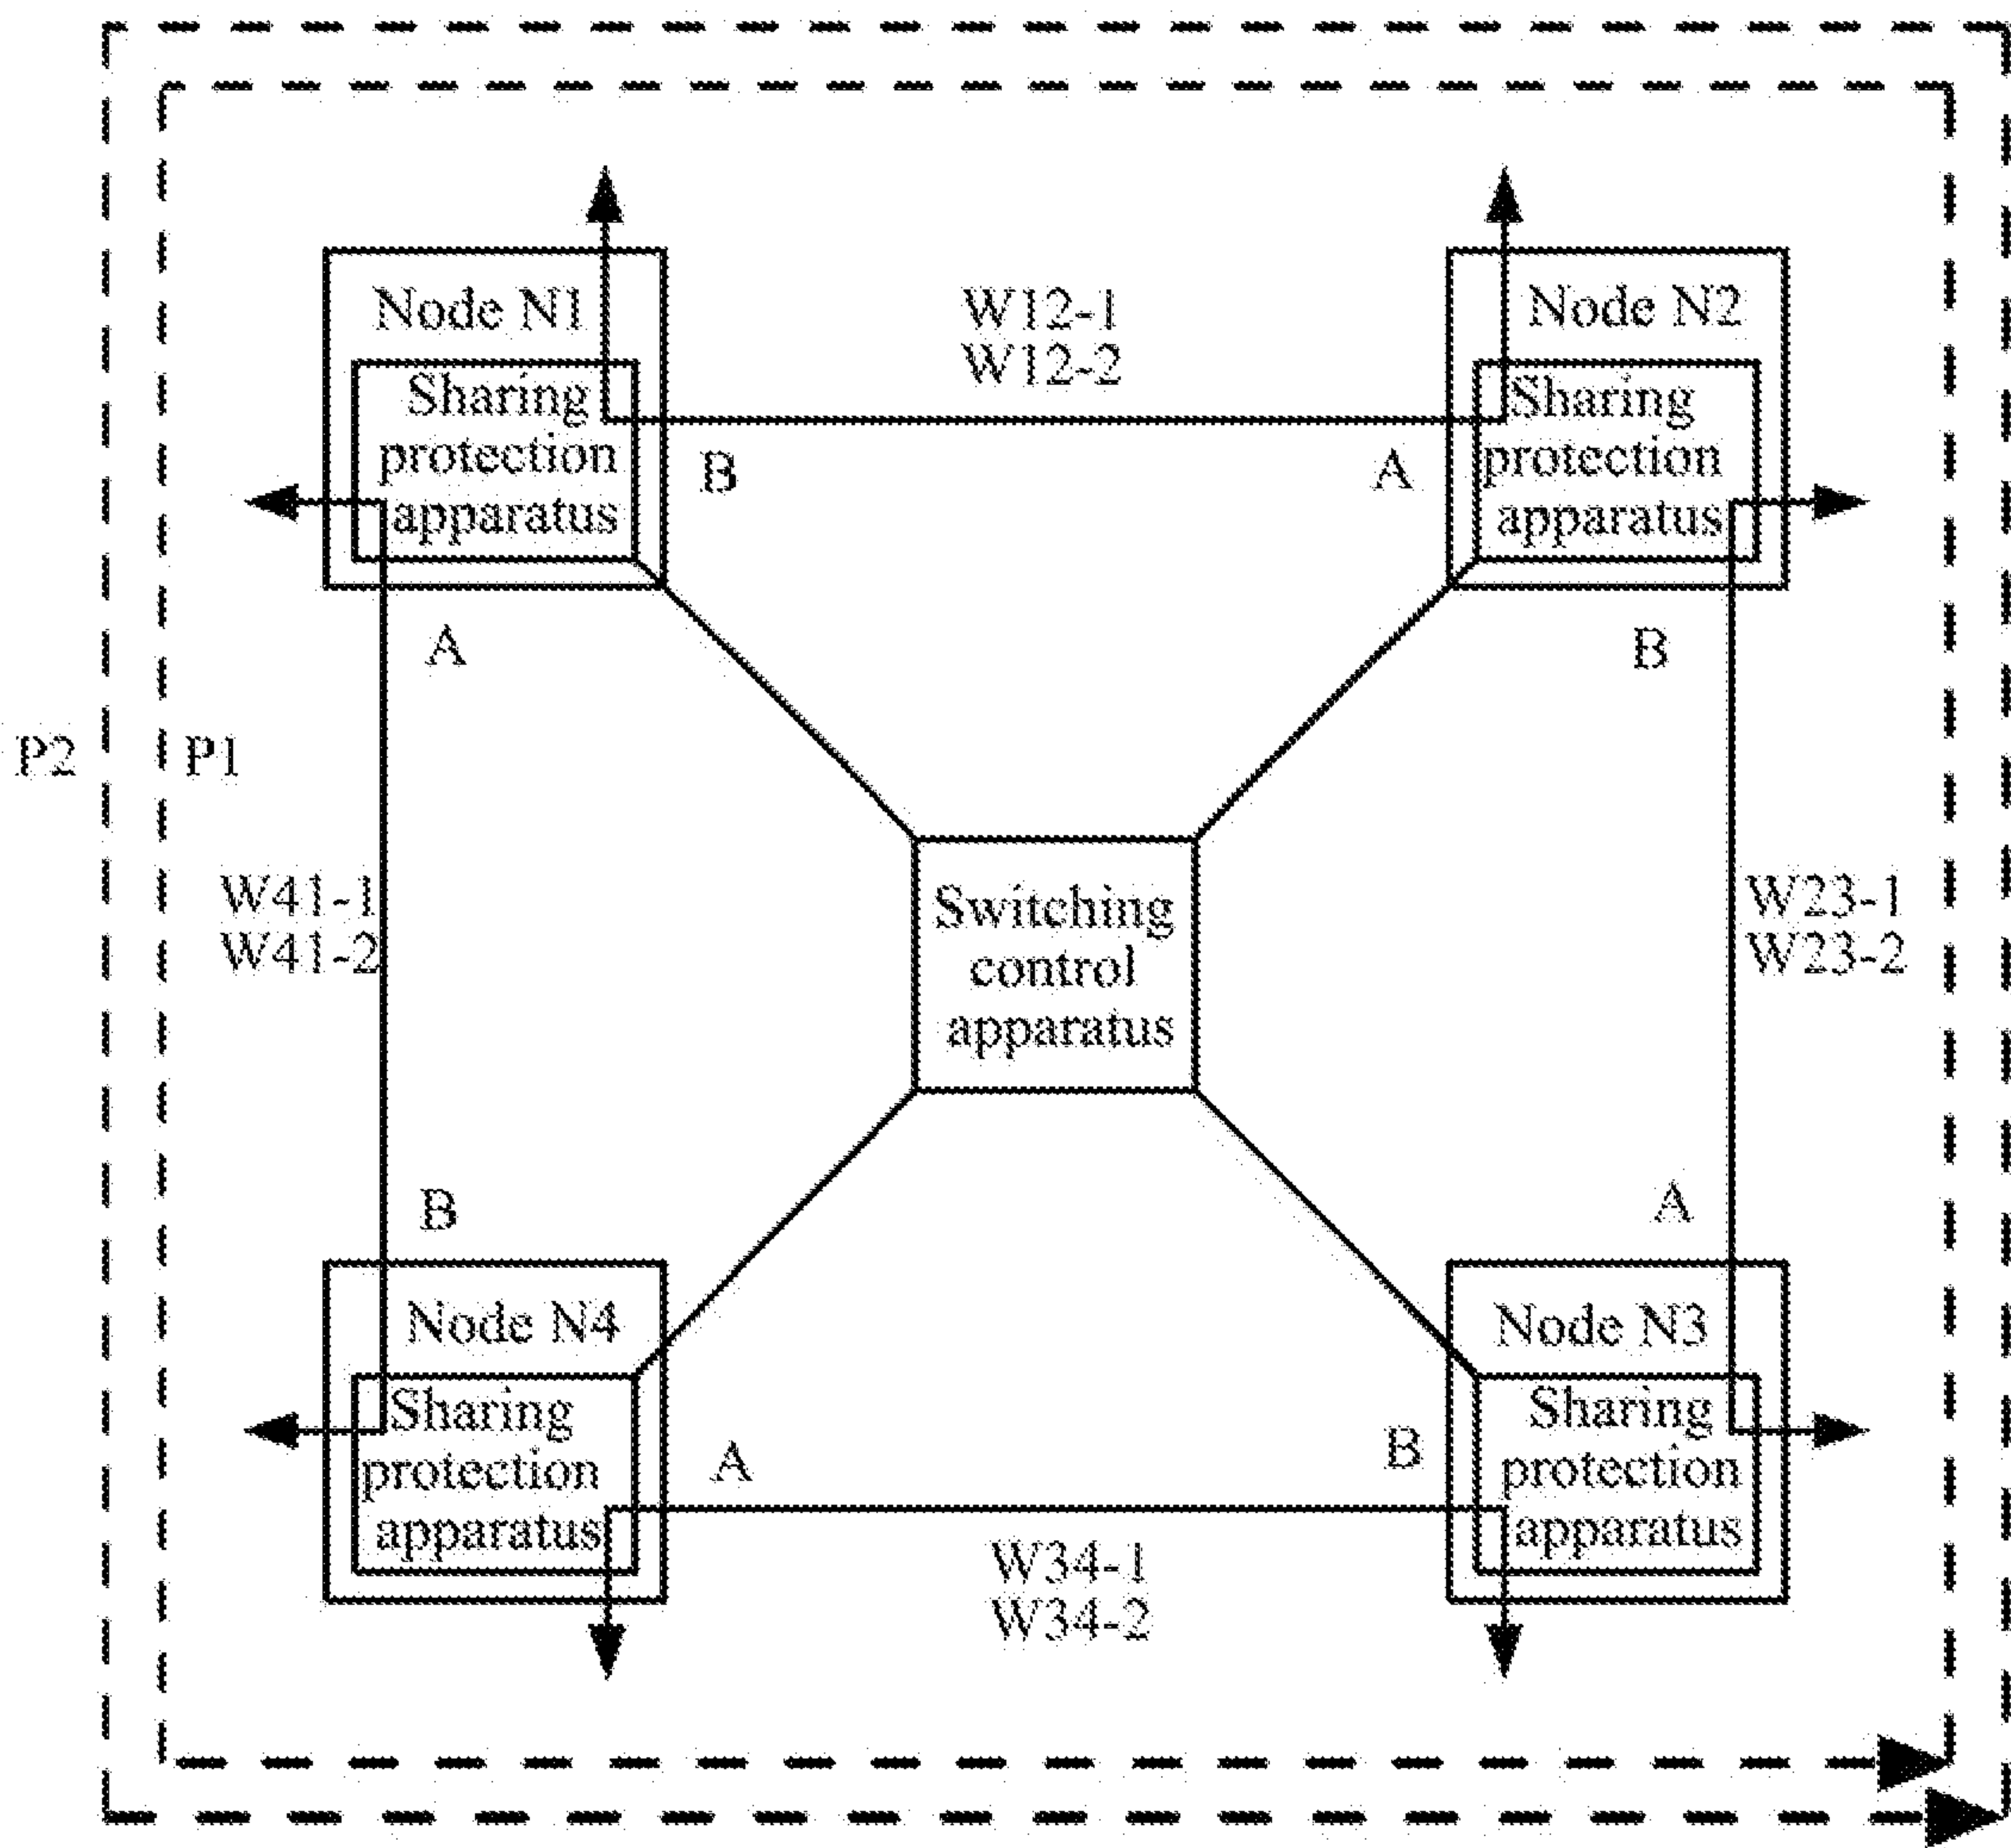 Node N1
Sharing
protection
apparatus
W12-1
W12-2
Node N2
Sharing
protection
apparatus
B
A
A
B
P2
P1
W41-1
W41-2
Switching
control
apparatus
W23-1
W23-2
B
A
Node N4
Sharing
protection
apparatus
Node N3
Sharing
protection
apparatus
A
B
W34-1
W34-2